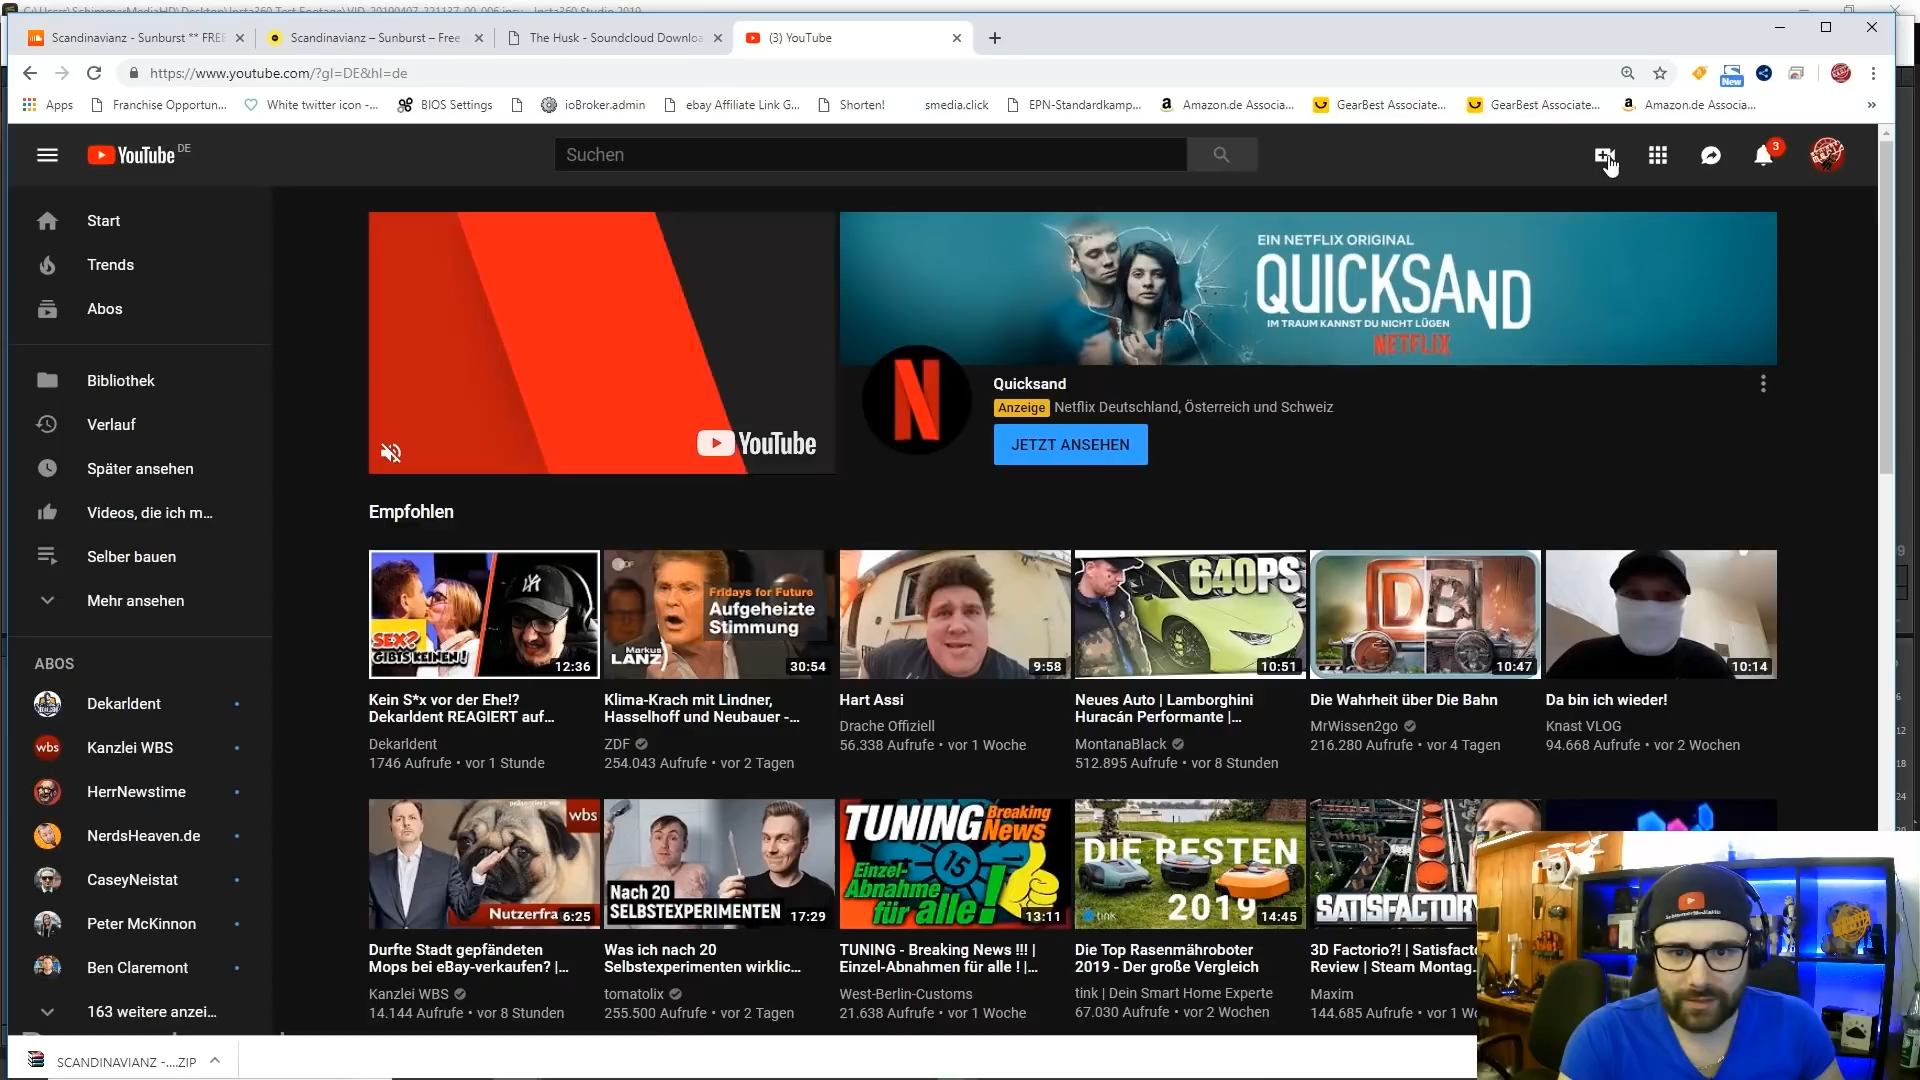 Scandinavianz - Sunburst ** FREE
Scandinavianz – Sunburst – Free
The Husk - Soundcloud Downloa
(3) YouTube
https://www.youtube.com/?gl=DE&hl=de
New
Apps
Franchise Opportun...
White twitter icon -...
BIOS Settings
ioBroker.admin
ebay Affiliate Link G...
Shorten!
smedia.click
EPN-Standardkamp...
Amazon.de Associa...
GearBest Associate...
GearBest Associate...
Amazon.de Associa...
»
YouTube DE
Suchen
3
Start
Trends
Abos
Bibliothek
Verlauf
Später ansehen
Videos, die ich m...
Selber bauen
Mehr ansehen
ABOS
Dekarldent
wbs Kanzlei WBS
HerrNewstime
NerdsHeaven.de
CaseyNeistat
Peter McKinnon
Ben Claremont
163 weitere anzei...
YouTube
EIN NETFLIX ORIGINAL
QUICKSAND
IM TRAUM KANNST DU NICHT LÜGEN
NETFLIX
N
Quicksand
Anzeige Netflix Deutschland, Österreich und Schweiz
JETZT ANSEHEN
Empfohlen
SEX?
GIBTS KEINEN!
12:36
Kein S*x vor der Ehe!?
Dekarldent REAGIERT auf...
Dekarldent
1746 Aufrufe • vor 1 Stunde
ZDF
Fridays for Future
Aufgeheizte
Stimmung
Markus
LANZ
30:54
Klima-Krach mit Lindner,
Hasselhoff und Neubauer -...
ZDF
254.043 Aufrufe • vor 2 Tagen
9:58
Hart Assi
Drache Offiziell
56.338 Aufrufe • vor 1 Woche
640PS
10:51
Neues Auto | Lamborghini
Huracán Performante |...
MontanaBlack
512.895 Aufrufe • vor 8 Stunden
DB
10:47
Die Wahrheit über Die Bahn
MrWissen2go
216.280 Aufrufe • vor 4 Tagen
10:14
Da bin ich wieder!
Knast VLOG
94.668 Aufrufe • vor 2 Wochen
wbs
Nutzerfra
6:25
Durfte Stadt gepfändeten
Mops bei eBay-verkaufen? |...
Kanzlei WBS
14.144 Aufrufe • vor 8 Stunden
Nach 20
SELBSTEXPERIMENTEN
17:29
Was ich nach 20
Selbstexperimenten wirklic...
tomatolix
255.500 Aufrufe • vor 2 Tagen
TUNING Breaking
News
15
Einzel-
Abnahme
für alle!
13:11
TUNING - Breaking News !!! |
Einzel-Abnahmen für alle ! |...
West-Berlin-Customs
21.638 Aufrufe • vor 1 Woche
DIE BESTEN
2019
tink
14:45
Die Top Rasenmähroboter
2019 - Der große Vergleich
tink | Dein Smart Home Experte
67.030 Aufrufe • vor 2 Wochen
SATISFACTORY
3D Factorio?! | Satisfacto
Review | Steam Montag.
Maxim
144.685 Aufrufe • vor 1 W
SCANDINAVIANZ -....ZIP